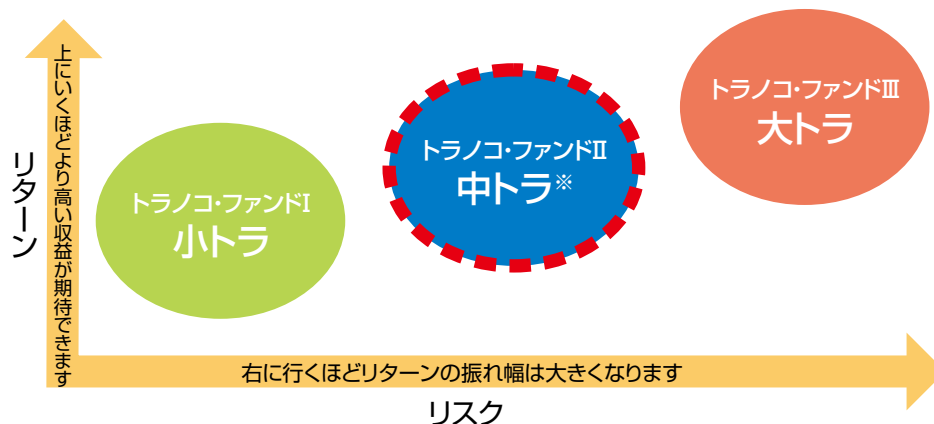 リターン
上にいくほどより高い収益が期待できます
トラノコ・ファンドⅠ
小トラ
トラノコ・ファンドⅡ
中トラ※
トラノコ・ファンドⅢ
大トラ
右に行くほどリターンの振れ幅は大きくなります
リスク